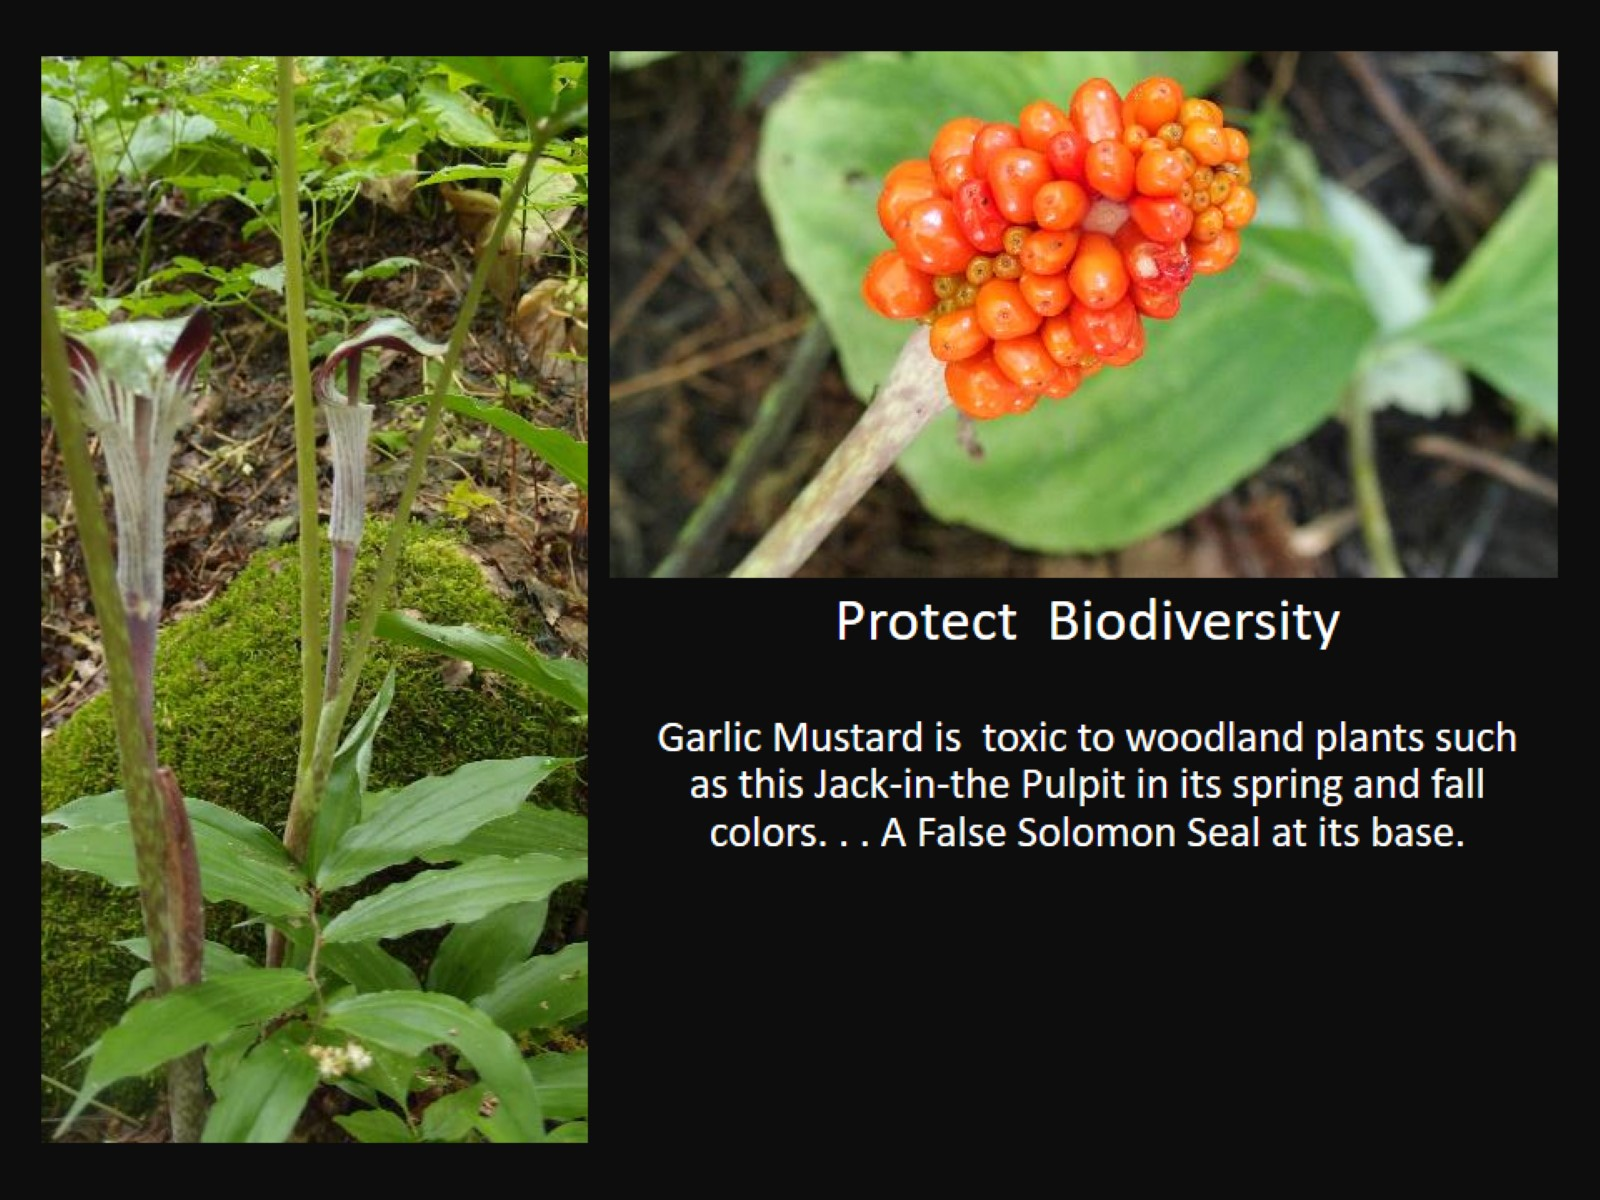 Protect  Biodiversity
Garlic Mustard is  toxic to woodland plants such
as this Jack-in-the Pulpit in its spring and fall
colors. . . A False Solomon Seal at its base.